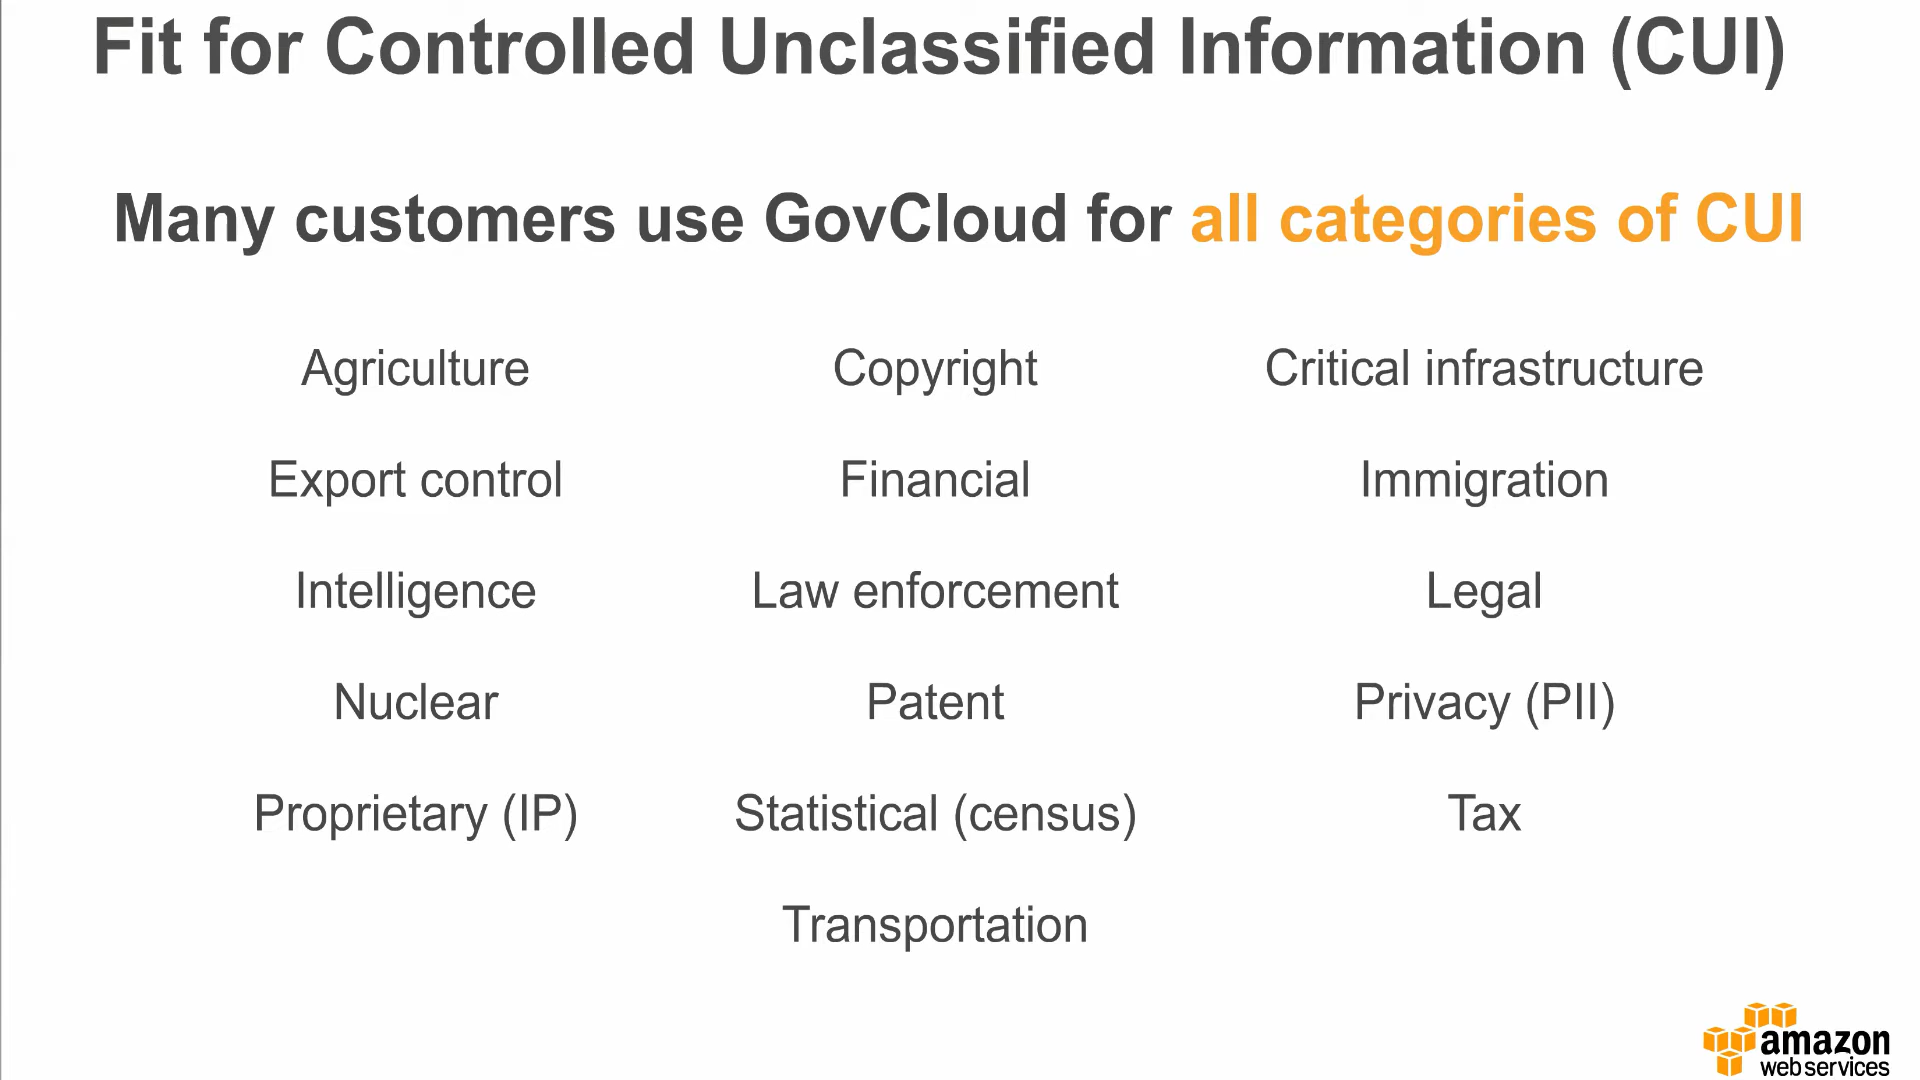 Fit for Controlled Unclassified Information (CUI)
Many customers use GovCloud for all categories of CUI
Agriculture Copyright Critical infrastructure
Export control Financial Immigration
Intelligence Law enforcement Legal
Nuclear Patent Privacy (PII)
Proprietary (IP) Statistical (census) Tax
Transportation
amazon
web services